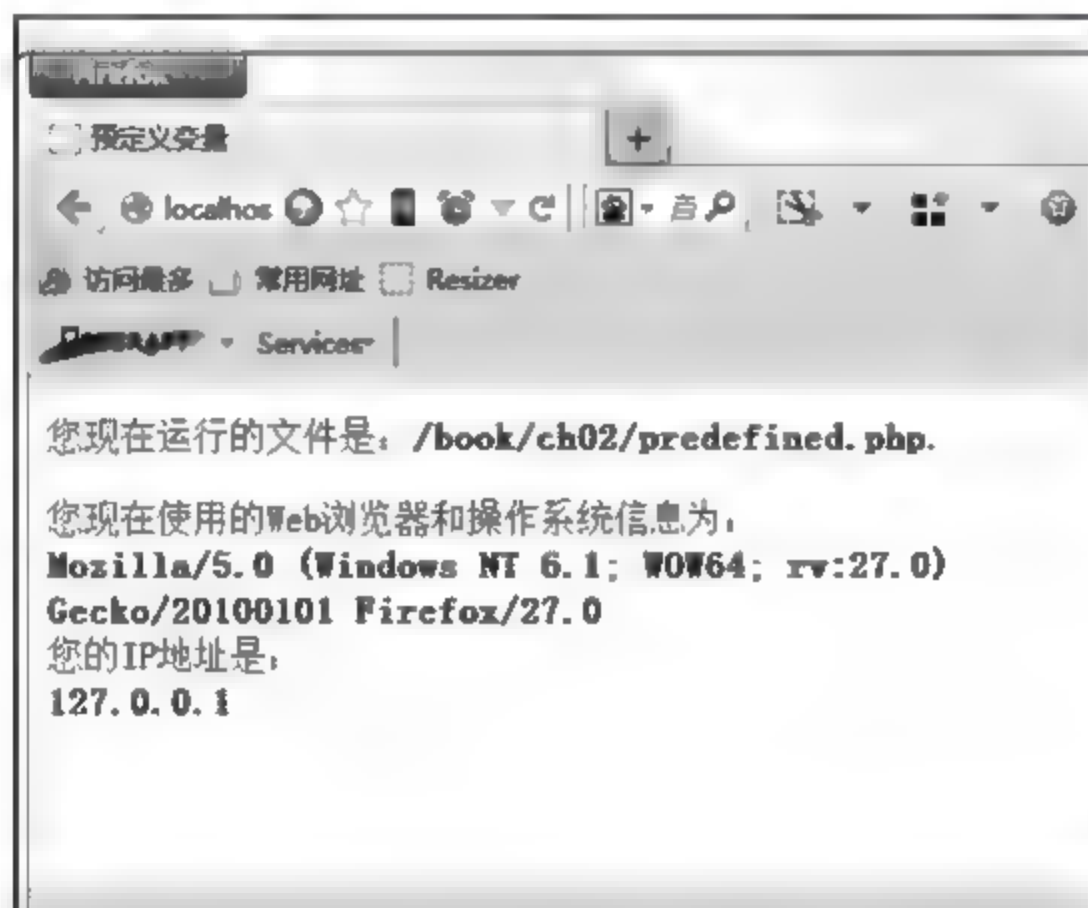 预定义变量
+
localhos
访问最多 常用网址 Resizer
Services
您现在运行的文件是：/book/ch02/predefined.php.
您现在使用的Web浏览器和操作系统信息为：
Mozilla/5.0 (Windows NT 6.1; WOW64; rv:27.0)
Gecko/20100101 Firefox/27.0
您的IP地址是：
127.0.0.1